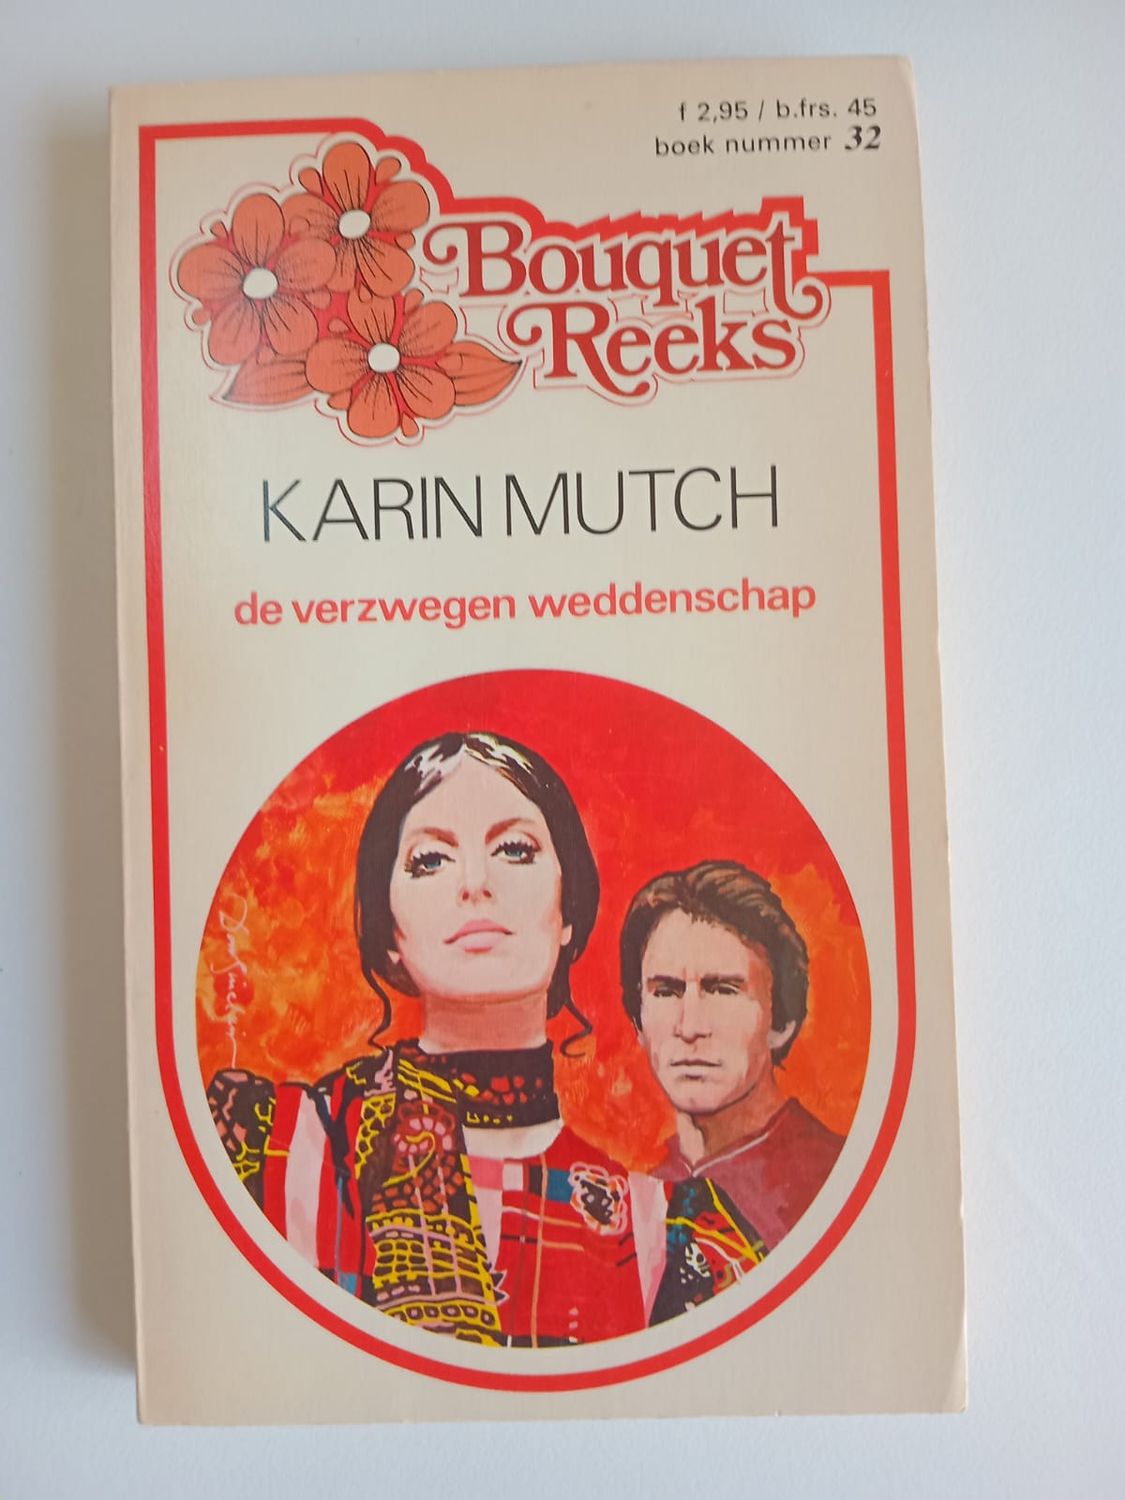 f 2,95 / b.frs. 45
boek nummer 32
Bouquet
Reeks
KARIN MUTCH
de verzwegen weddenschap